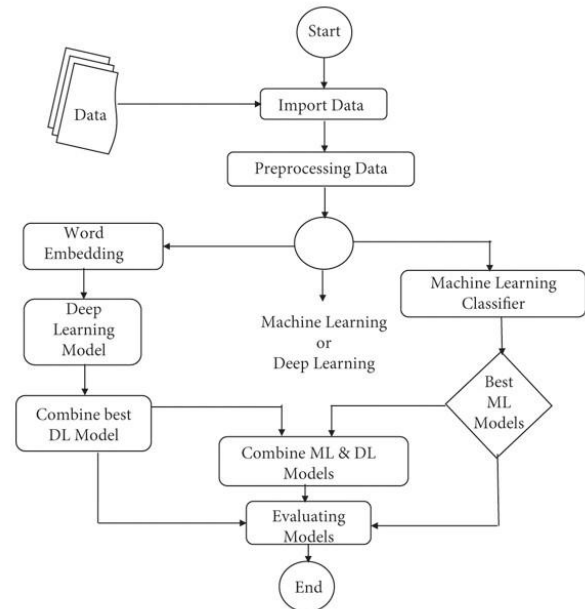 Start
Data
Import Data
Preprocessing Data
Word
Embedding
Machine Learning
Classifier
Deep
Learning
Model
Machine Learning
or
Deep Learning
Best
ML
Models
Combine best
DL Model
Combine ML & DL
Models
Evaluating
Models
End